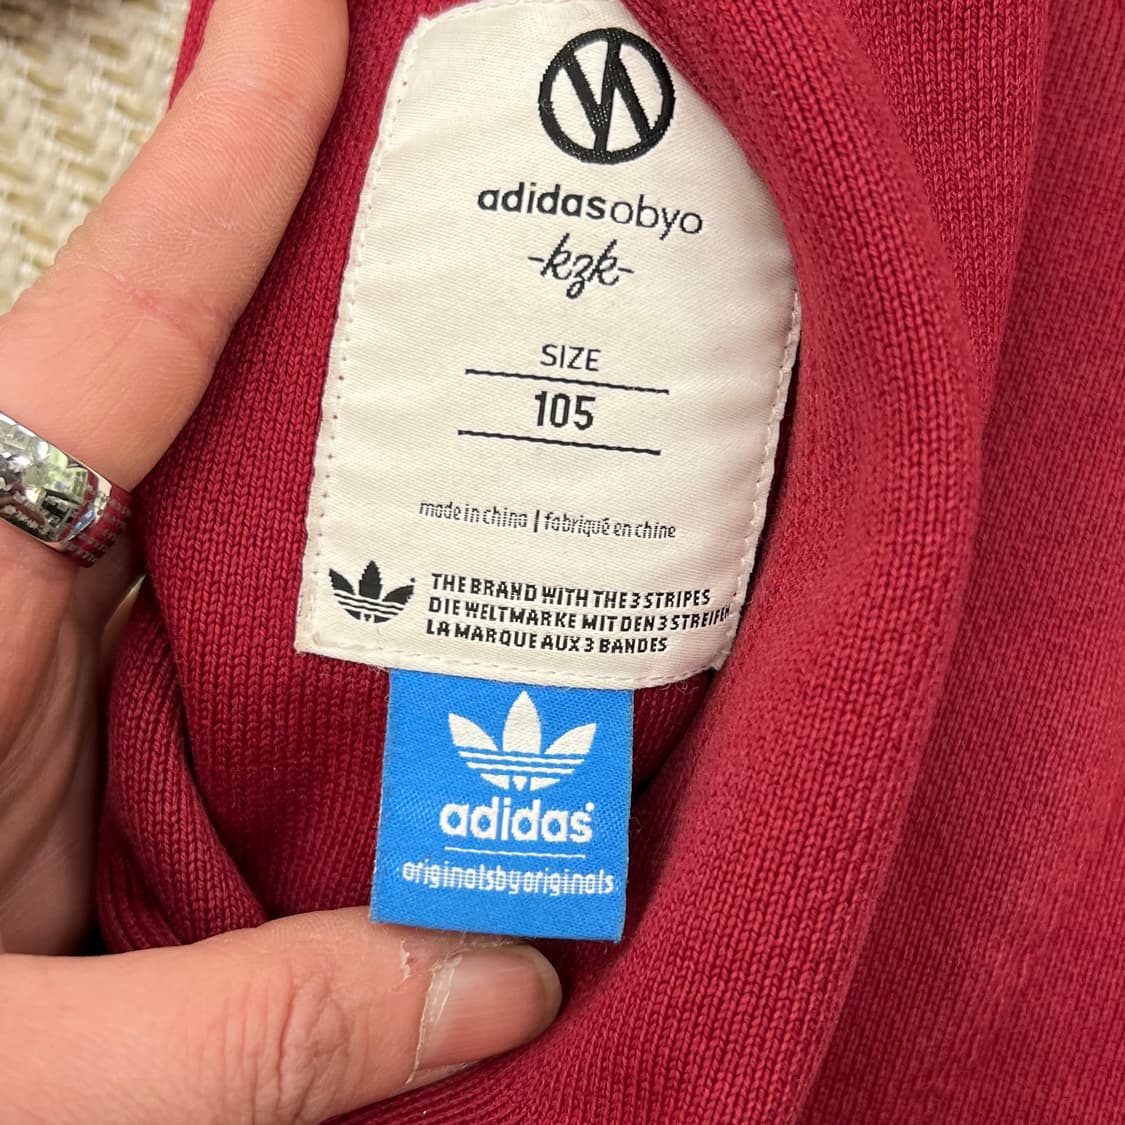 adidasobyo
-kzk-
SIZE
105
made in china | fabriqué en chine
THE BRAND WITH THE 3 STRIPES
DIE WELTMARKE MIT DEN 3 STREIFEN
LA MARQUE AUX 3 BANDES
adidas
originalsbyoriginals